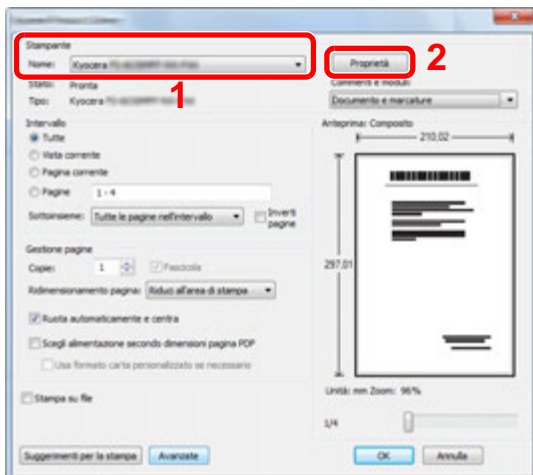 Stampante
Nome: Kyocera
Proprietà
2
Stato: Pronta
1
Commenti e moduli:
Tipo: Kyocera
Documento e marcature
Intervallo
Tutte
Vista corrente
Pagina corrente
Pagine 1 - 4
Sottoinsieme: Tutte le pagine nell'intervallo
Inverti
pagine
Anteprima: Composito
210,02
297,01
Gestione pagine
Copie: 1 Fascicola
Ridimensionamento pagina: Riduci all'area di stampa
Ruota automaticamente e centra
Scegli alimentazione secondo dimensioni pagina PDF
Usa formato carta personalizzato se necessario
Stampa su file
Unità: mm Zoom: 96%
1/4
Suggerimenti per la stampa
Avanzate
OK
Annulla